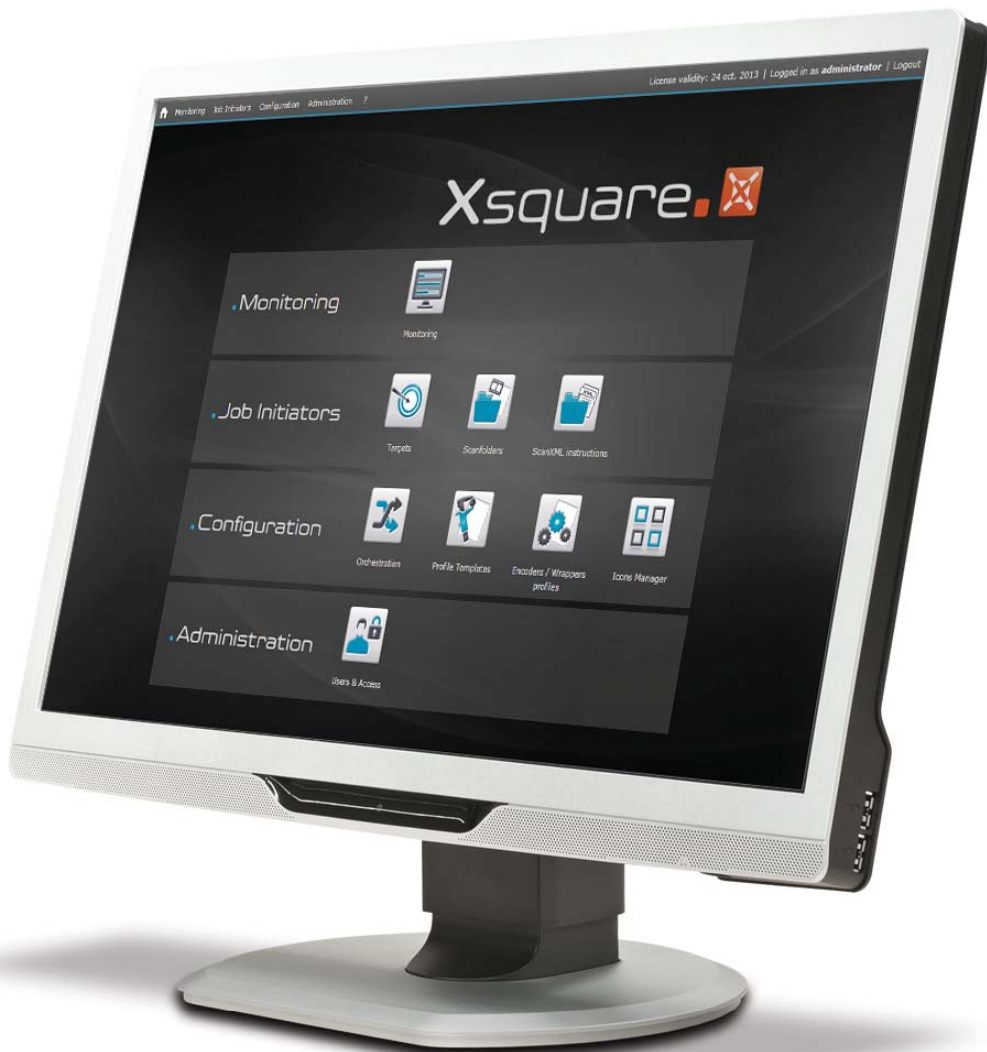 Monitoring Job Initiators Configuration Administration ?
License validity: 24 oct. 2013 | Logged in as administrator | Logout
Xsquare.
.Monitoring
Monitoring
.Job Initiators
Targets Scanfolders ScanXML instructions
.Configuration
Orchestration Profile Templates Encoders / Wrappers
profiles
Icons Manager
.Administration
Users & Access